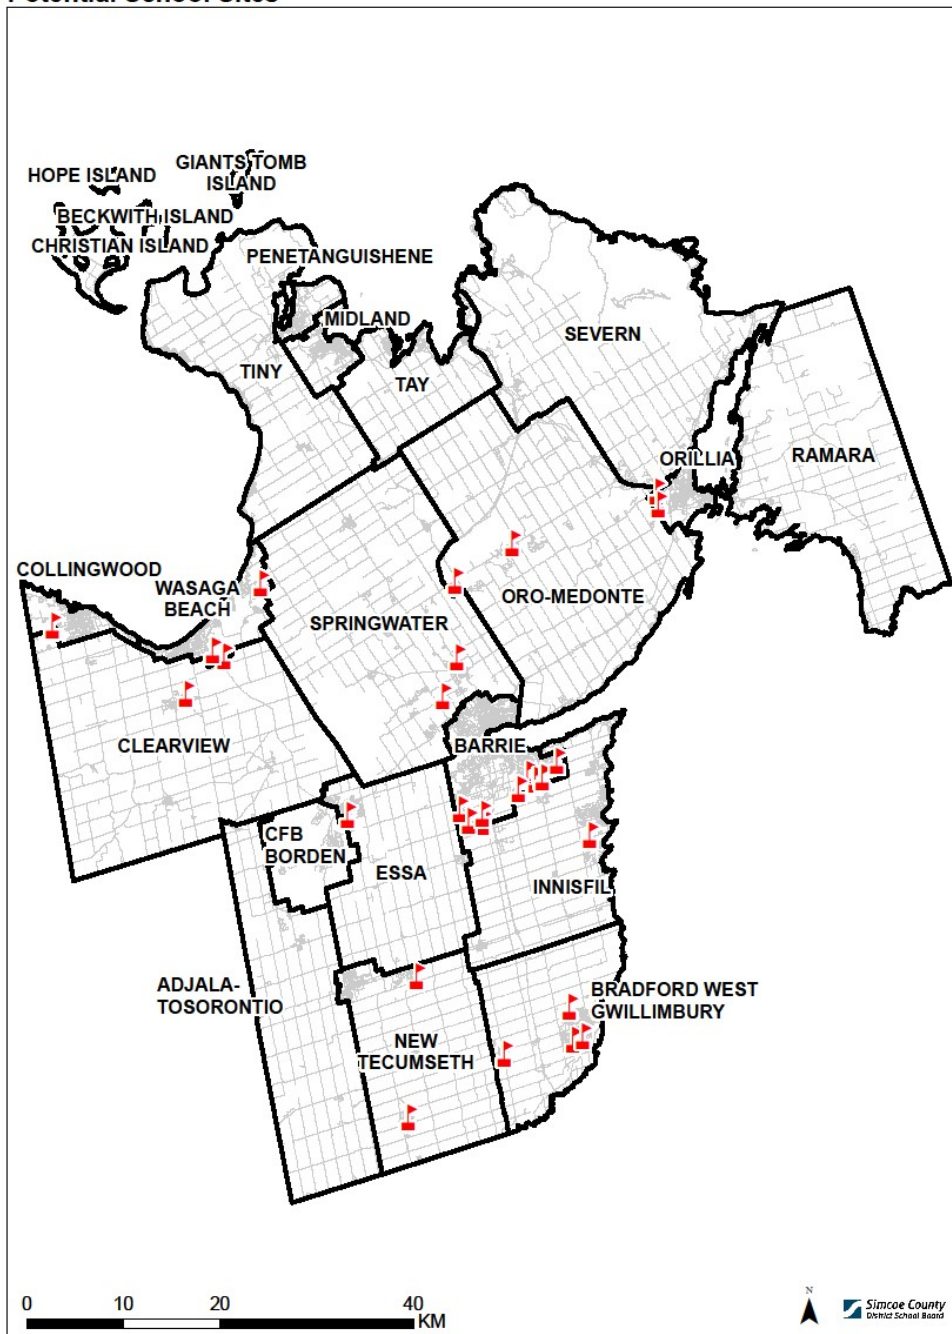 Potential School Sites
HOPE ISLAND
GIANTS TOMB
ISLAND
BECKWITH ISLAND
CHRISTIAN ISLAND
PENETANGUISHENE
MIDLAND
SEVERN
TINY
TAY
ORILLIA
RAMARA
COLLINGWOOD
WASAGA
BEACH
ORO-MEDONTE
SPRINGWATER
CLEARVIEW
BARRIE
CFB
BORDEN
ESSA
INNISFIL
ADJALA-
TOSORONTIO
BRADFORD WEST
GWILLIMBURY
NEW
TECUMSETH
0 10 20 40
KM
N
Simcoe County
District School Board